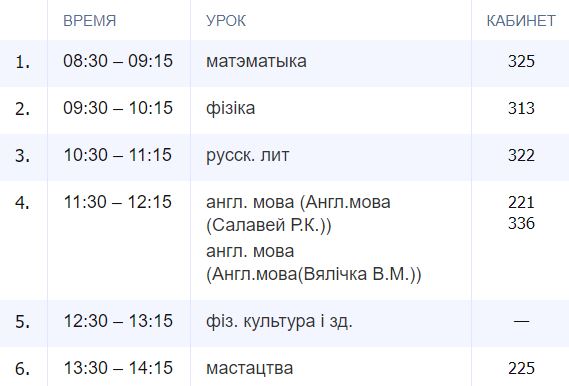 ВРЕМЯ УРОК КАБИНЕТ
1. 08:30 – 09:15 матэматыка 325
2. 09:30 – 10:15 фізіка 313
3. 10:30 – 11:15 русск. лит 322
4. 11:30 – 12:15 англ. мова (Англ.мова 221
(Салавей Р.К.)) 336
англ. мова
(Англ.мова(Вялічка В.М.))
5. 12:30 – 13:15 фіз. культура і зд. —
6. 13:30 – 14:15 мастацтва 225